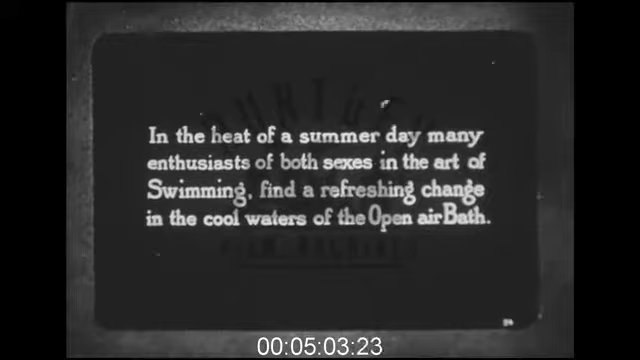 In the heat of a summer day many
enthusiasts of both sexes in the art of
Swimming, find a refreshing change
in the cool waters of the Open air Bath.
00:05:03:23